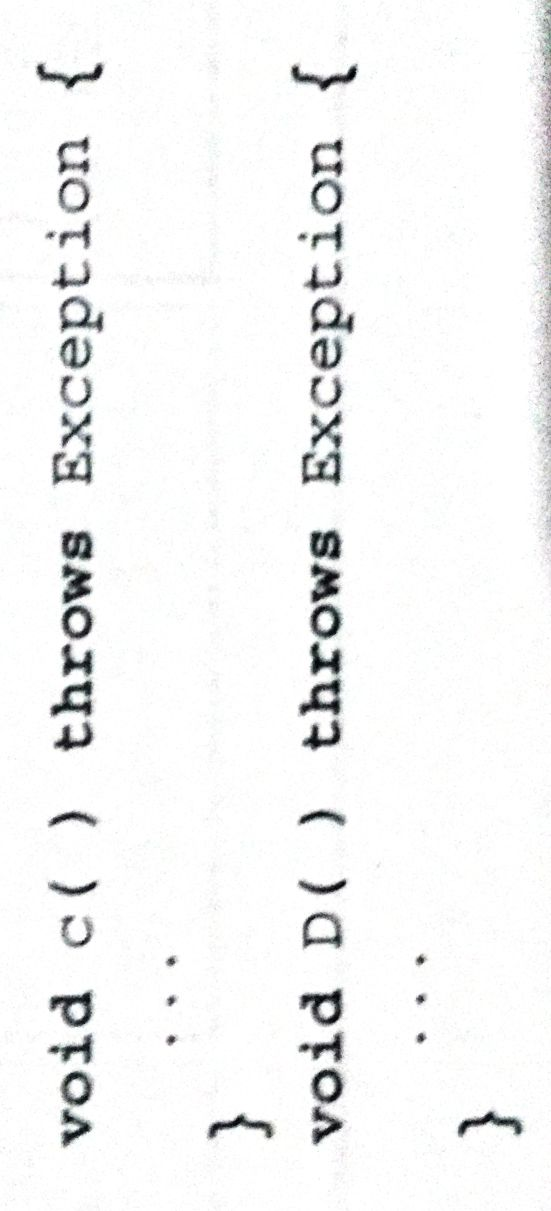 void c( ) throws Exception {
...
}
void D( ) throws Exception {
...
}